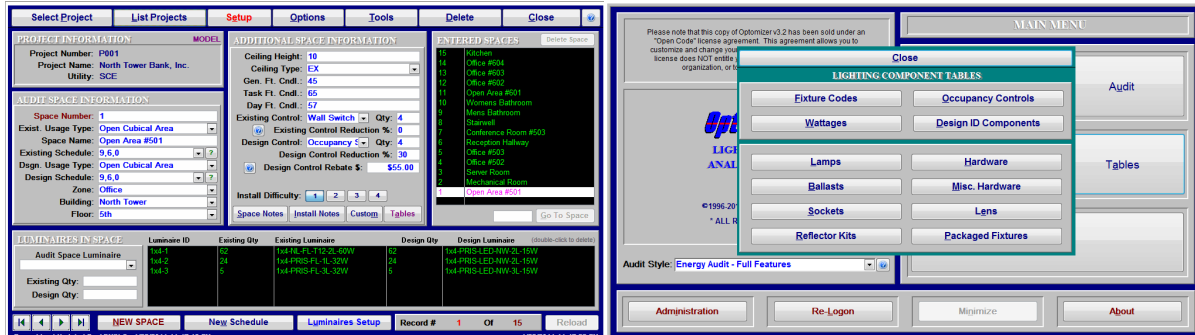 Select Project List Projects Setup Options Tools Delete Close
PROJECT INFORMATION MODEL
Project Number: P001
Project Name: North Tower Bank, Inc.
Utility: SCE
AUDIT SPACE INFORMATION
Space Number: 1
Exist. Usage Type: Open Cubical Area
Space Name: Open Area #501
Existing Schedule: 9,6,0 ?
Dsgn. Usage Type: Open Cubical Area
Design Schedule: 9,6,0 ?
Zone: Office
Building: North Tower
Floor: 5th
ADDITIONAL SPACE INFORMATION
Ceiling Height: 10
Ceiling Type: EX
Gen. Ft. Cndl.: 45
Task Ft. Cndl.: 65
Day Ft. Cndl.: 57
Existing Control: Wall Switch Qty: 4
Existing Control Reduction %: 0
Design Control: Occupancy S Qty: 4
Design Control Reduction %: 30
Design Control Rebate $: $55.00
Install Difficulty: 1 2 3 4
Space Notes Install Notes Custom Tables
ENTERED SPACES Delete Space
15 Kitchen
14 Office #604
13 Office #603
12 Office #602
11 Open Area #601
10 Womens Bathroom
9 Mens Bathroom
8 Stairwell
7 Conference Room #503
6 Reception Hallway
5 Office #503
4 Office #502
3 Server Room
2 Mechanical Room
1 Open Area #501
Go To Space
LUMINAIRES IN SPACE
Audit Space Luminaire
Existing Qty:
Design Qty:
Luminaire ID Existing Qty Existing Luminaire Design Qty Design Luminaire (double-click to delete)
1x4-1 62 1x4-NL-FL-T12-2L-60W 62 1x4-PRIS-LED-NW-2L-15W
1x4-2 24 1x4-PRIS-FL-1L-32W 24 1x4-PRIS-LED-NW-2L-15W
1x4-3 5 1x4-PRIS-FL-3L-32W 5 1x4-PRIS-LED-NW-3L-15W
NEW SPACE New Schedule Luminaires Setup Record # 1 Of 15 Reload
Please note that this copy of Optomizer v3.2 has been sold under an
"Open Code" license agreement. This agreement allows you to
customize and change your
license does NOT entitle
organization, or to
MAIN MENU
Audit
Tables
Close
LIGHTING COMPONENT TABLES
Fixture Codes Occupancy Controls
Wattages Design ID Components
Lamps Hardware
Ballasts Misc. Hardware
Sockets Lens
Reflector Kits Packaged Fixtures
Opt
LIGH
ANAL
©1996-20
* ALL R
Audit Style: Energy Audit - Full Features
Administration Re-Logon Minimize About